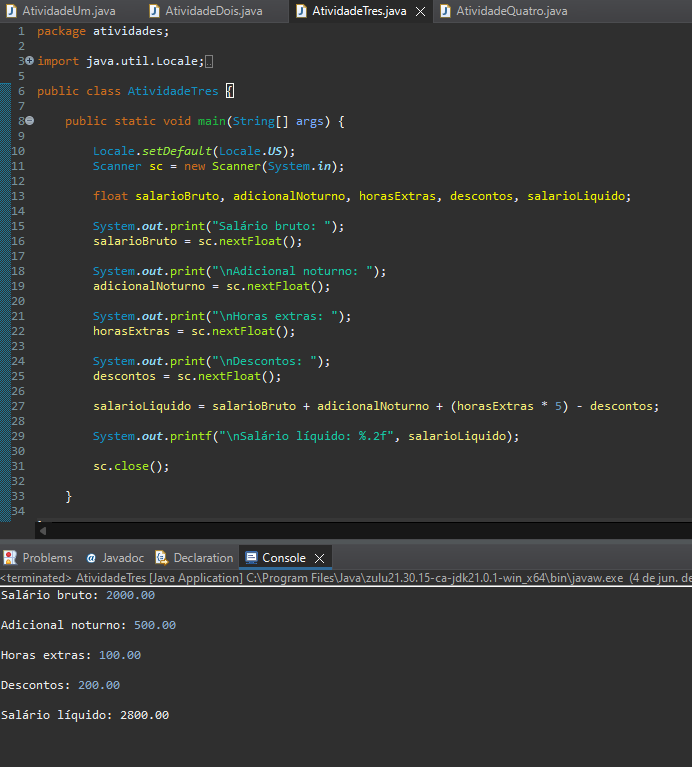 AtividadeUm.java AtividadeDois.java AtividadeTres.java AtividadeQuatro.java
1 package atividades;
2
3 import java.util.Locale;
5
6 public class AtividadeTres {
7
8 public static void main(String[] args) {
9
10 Locale.setDefault(Locale.US);
11 Scanner sc = new Scanner(System.in);
12
13 float salarioBruto, adicionalNoturno, horasExtras, descontos, salarioLiquido;
14
15 System.out.print("Salário bruto: ");
16 salarioBruto = sc.nextFloat();
17
18 System.out.print("\nAdicional noturno: ");
19 adicionalNoturno = sc.nextFloat();
20
21 System.out.print("\nHoras extras: ");
22 horasExtras = sc.nextFloat();
23
24 System.out.print("\nDescontos: ");
25 descontos = sc.nextFloat();
26
27 salarioLiquido = salarioBruto + adicionalNoturno + (horasExtras * 5) - descontos;
28
29 System.out.printf("\nSalário líquido: %.2f", salarioLiquido);
30
31 sc.close();
32
33 }
34
Problems Javadoc Declaration Console
<terminated> AtividadeTres [Java Application] C:\Program Files\Java\zulu21.30.15-ca-jdk21.0.1-win_x64\bin\javaw.exe (4 de jun. de
Salário bruto: 2000.00
Adicional noturno: 500.00
Horas extras: 100.00
Descontos: 200.00
Salário líquido: 2800.00